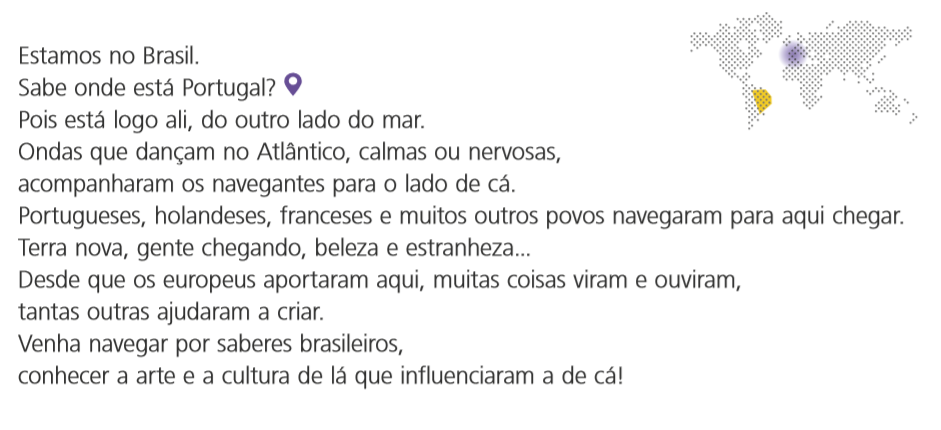 Estamos no Brasil.
Sabe onde está Portugal?
Pois está logo ali, do outro lado do mar.
Ondas que dançam no Atlântico, calmas ou nervosas,
acompanharam os navegantes para o lado de cá.
Portugueses, holandeses, franceses e muitos outros povos navegaram para aqui chegar.
Terra nova, gente chegando, beleza e estranheza...
Desde que os europeus aportaram aqui, muitas coisas viram e ouviram,
tantas outras ajudaram a criar.
Venha navegar por saberes brasileiros,
conhecer a arte e a cultura de lá que influenciaram a de cá!